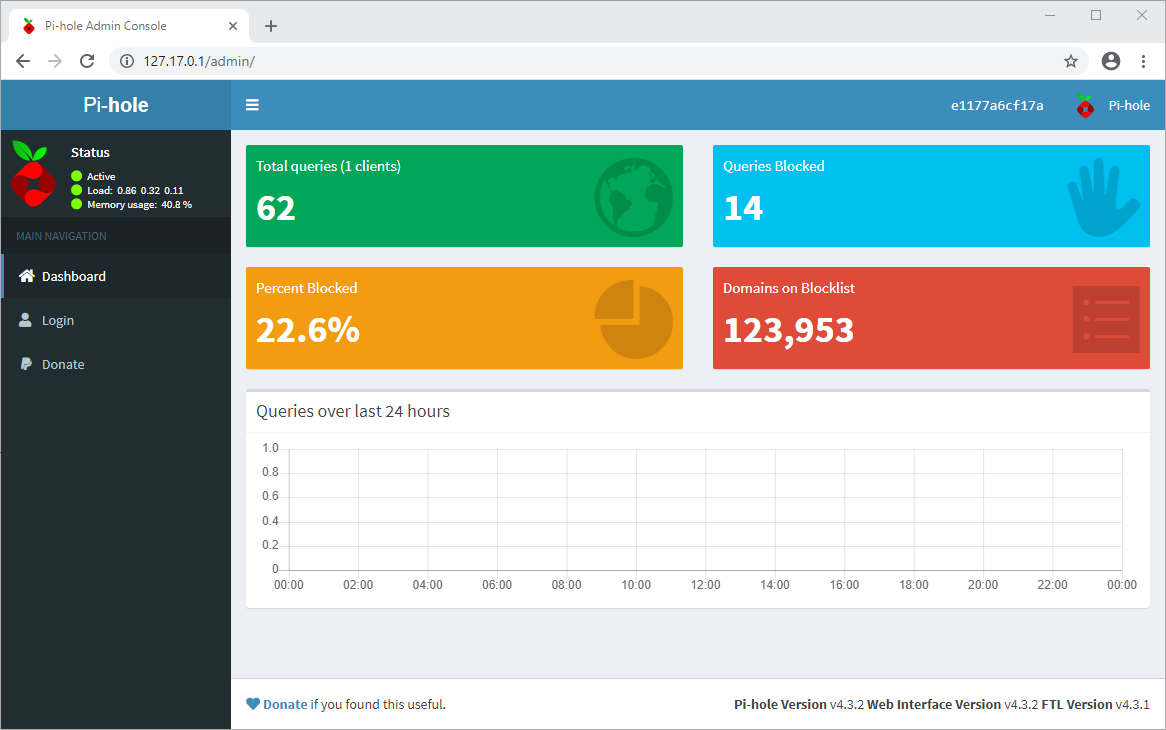 Pi-hole Admin Console
127.17.0.1/admin/
Pi-hole
e1177a6cf17a
Pi-hole
Status
Active
Load: 0.86 0.32 0.11
Memory usage: 40.8 %
MAIN NAVIGATION
Dashboard
Login
Donate
Total queries (1 clients)
62
Queries Blocked
14
Percent Blocked
22.6%
Domains on Blocklist
123,953
Queries over last 24 hours
1.0
0.8
0.6
0.4
0.2
0
00:00 02:00 04:00 06:00 08:00 10:00 12:00 14:00 16:00 18:00 20:00 22:00 00:00
Donate if you found this useful.
Pi-hole Version v4.3.2 Web Interface Version v4.3.2 FTL Version v4.3.1